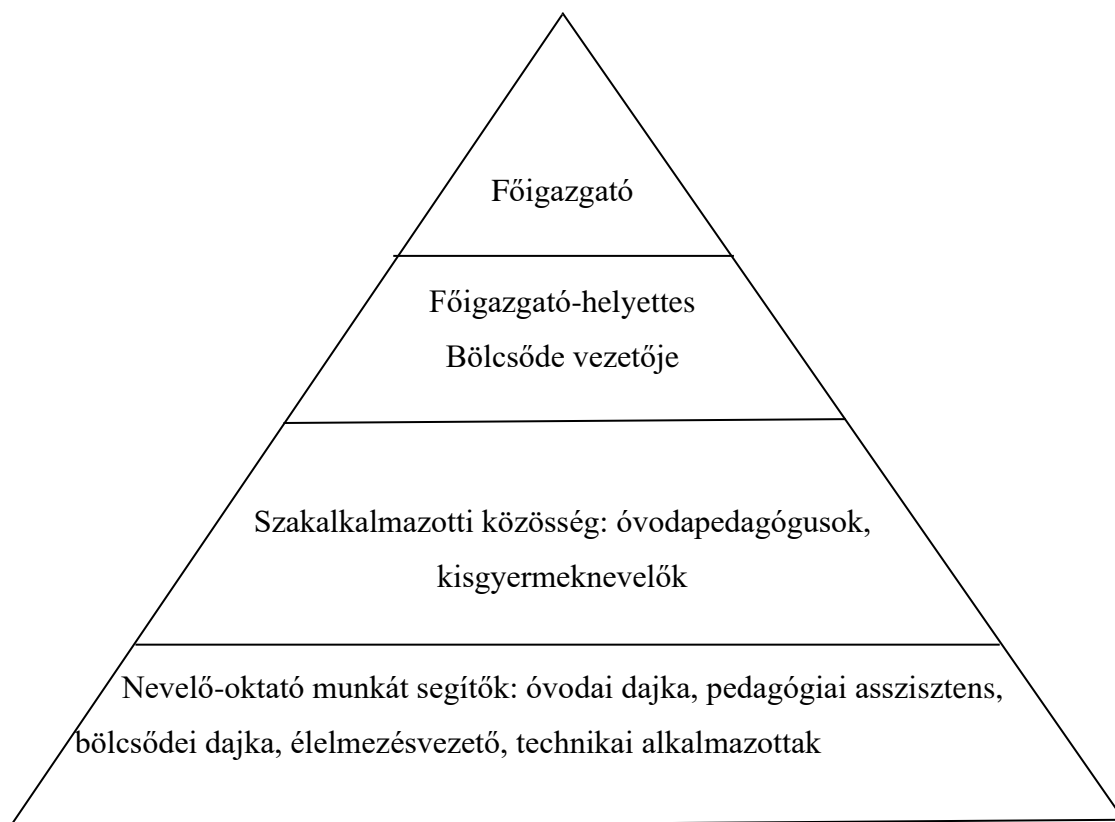 Főigazgató
Főigazgató-helyettes
Bölcsőde vezetője
Szakalkalmazotti közösség: óvodapedagógusok,
kisgyermeknevelők
Nevelő-oktató munkát segítők: óvodai dajka, pedagógiai asszisztens,
bölcsődei dajka, élelmezésvezető, technikai alkalmazottak